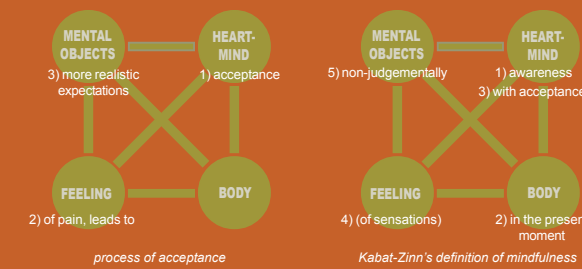 MENTAL
OBJECTS
HEART-
MIND
3) more realistic
expectations
1) acceptance
FEELING
BODY
2) of pain, leads to
process of acceptance
MENTAL
OBJECTS
HEART-
MIND
5) non-judgementally
1) awareness
3) with acceptance
FEELING
BODY
4) (of sensations)
2) in the presen
moment
Kabat-Zinn's definition of mindfulness